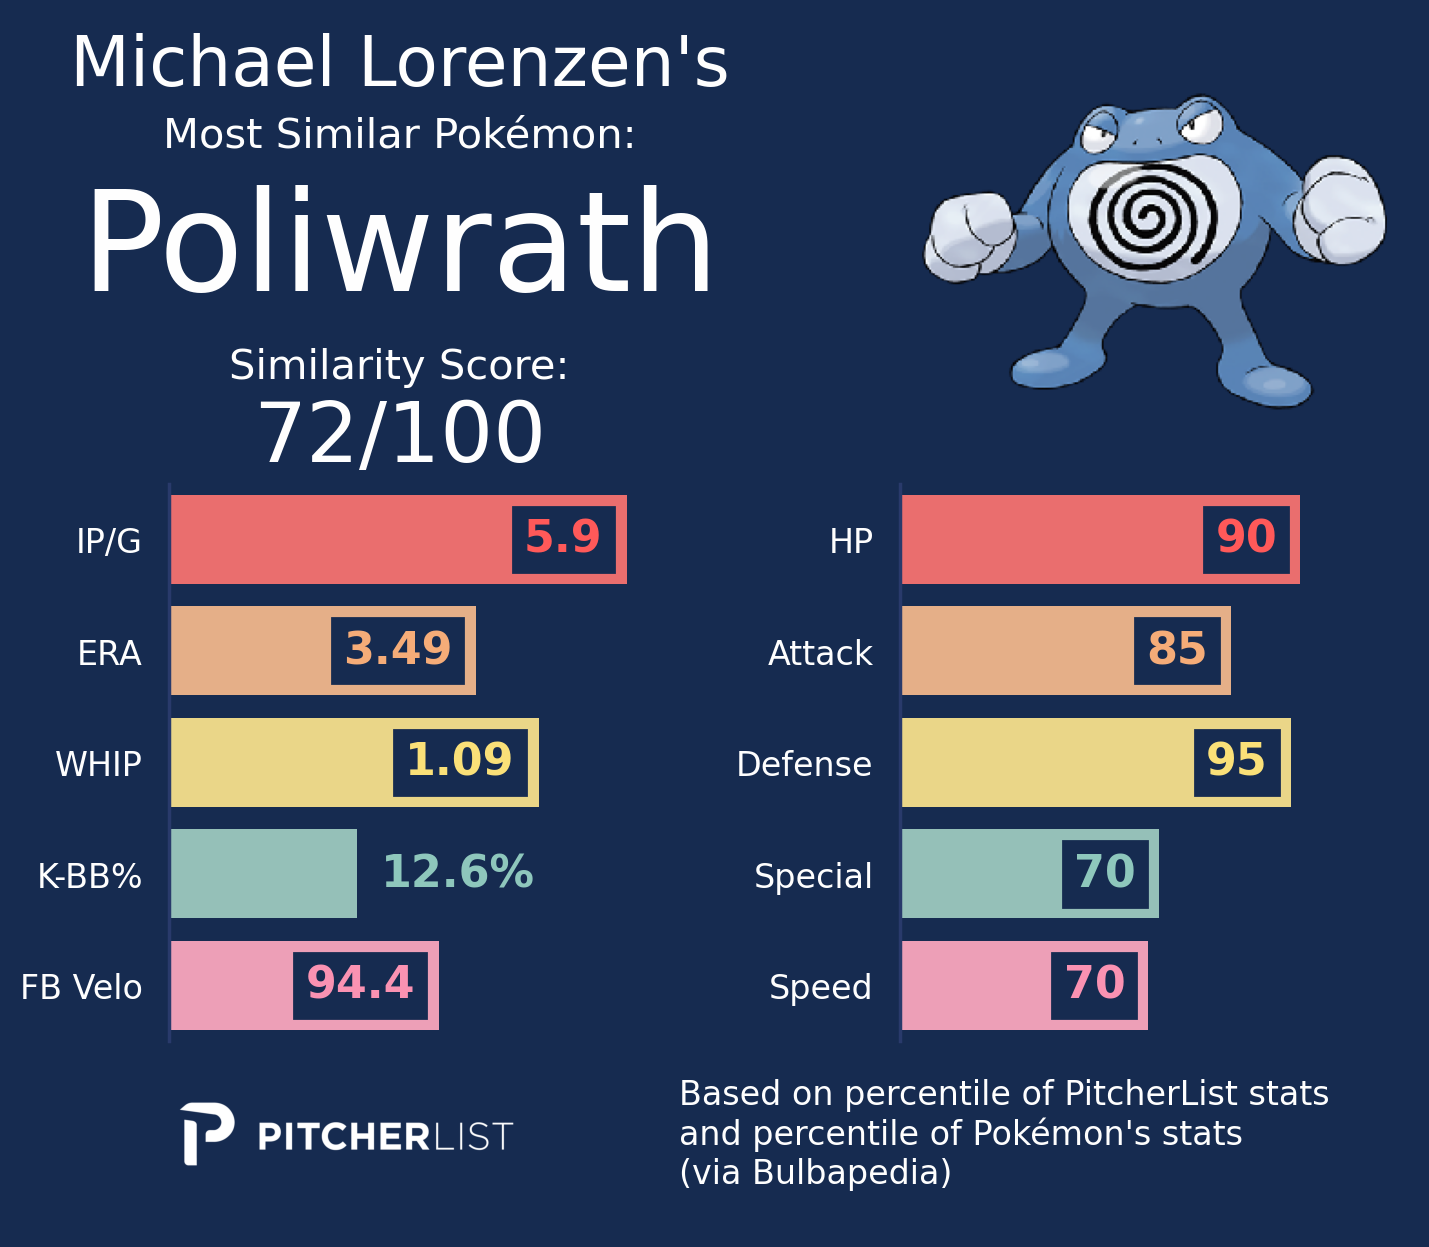 Michael Lorenzen's
Most Similar Pokémon:
Poliwrath
Similarity Score:
72/100
IP/G 5.9
ERA 3.49
WHIP 1.09
K-BB% 12.6%
FB Velo 94.4
HP 90
Attack 85
Defense 95
Special 70
Speed 70
PITCHERLIST
Based on percentile of PitcherList stats
and percentile of Pokémon's stats
(via Bulbapedia)